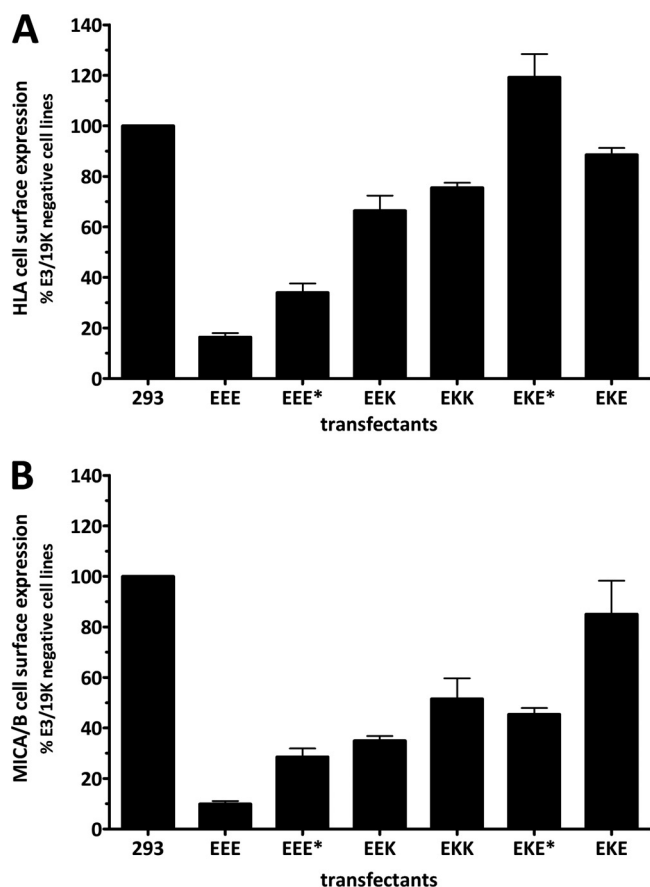 A
HLA cell surface expression
% E3/19K negative cell lines
140
120
100
80
60
40
20
0
293 EEE EEE* EEK EKK EKE* EKE
transfectants
B
MICA/B cell surface expression
% E3/19K negative cell lines
140
120
100
80
60
40
20
0
293 EEE EEE* EEK EKK EKE* EKE
transfectants